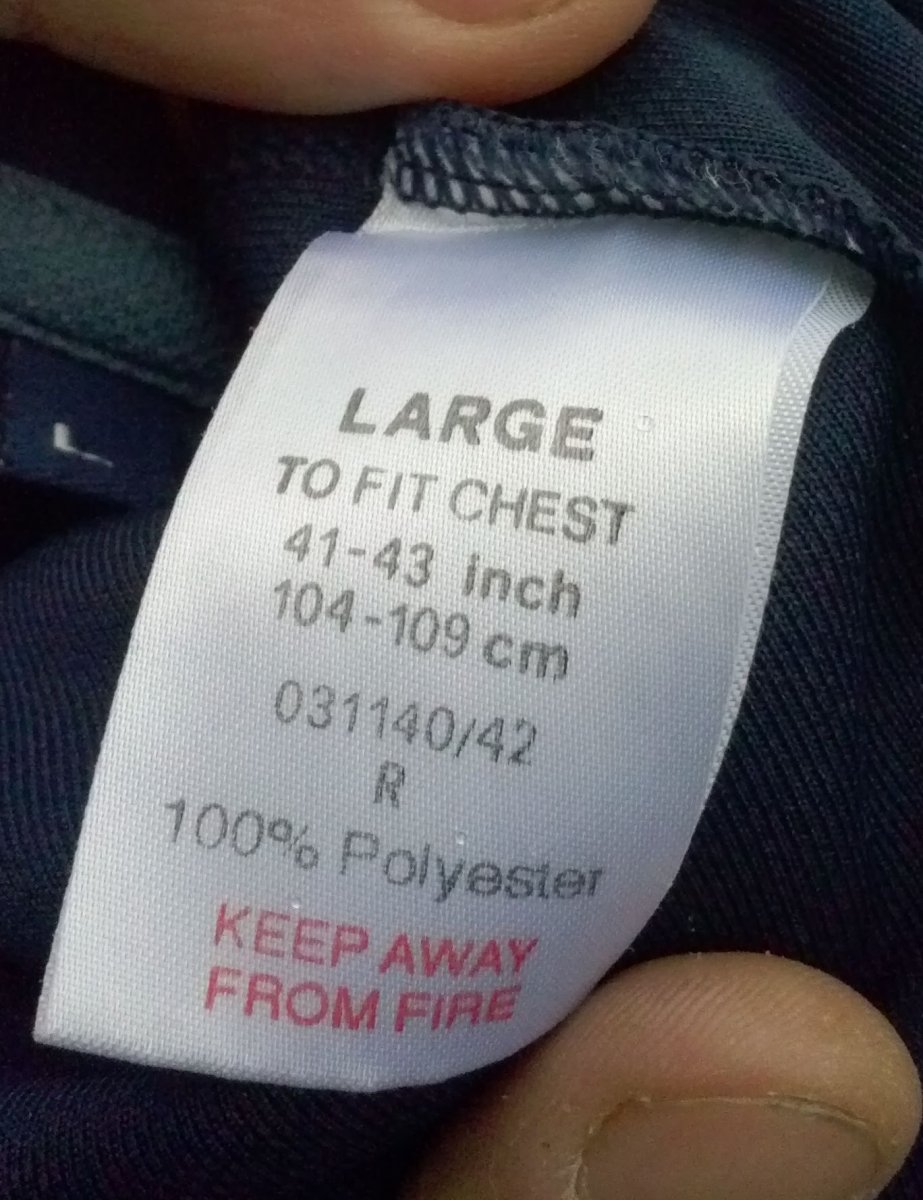 LARGE
TO FIT CHEST
41-43 inch
104-109 cm
031140/42
R
100% Polyester
KEEP AWAY
FROM FIRE
L